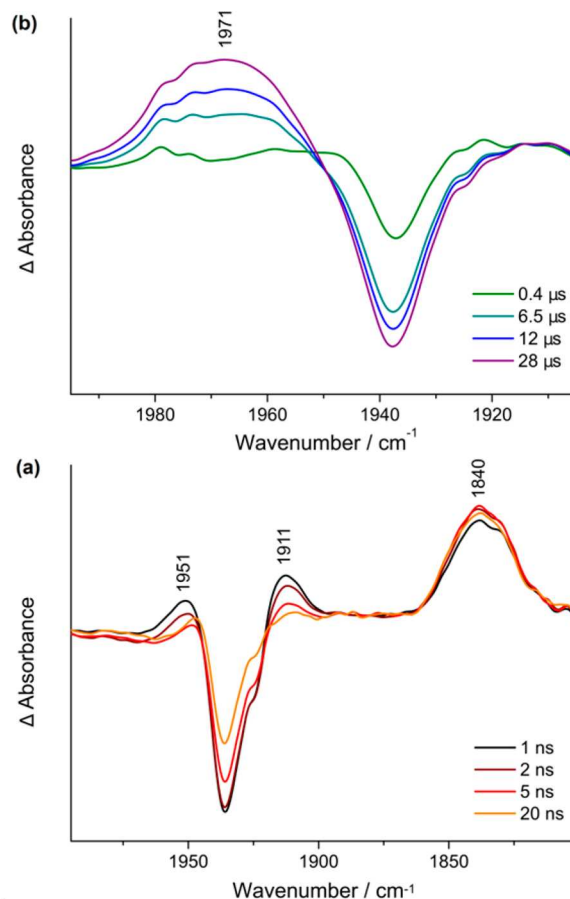 (b)
1971
Δ Absorbance
0.4 µs
6.5 µs
12 µs
28 µs
1980 1960 1940 1920
Wavenumber / cm-1
(a)
1951
1911
1840
Δ Absorbance
1 ns
2 ns
5 ns
20 ns
1950 1900 1850
Wavenumber / cm-1